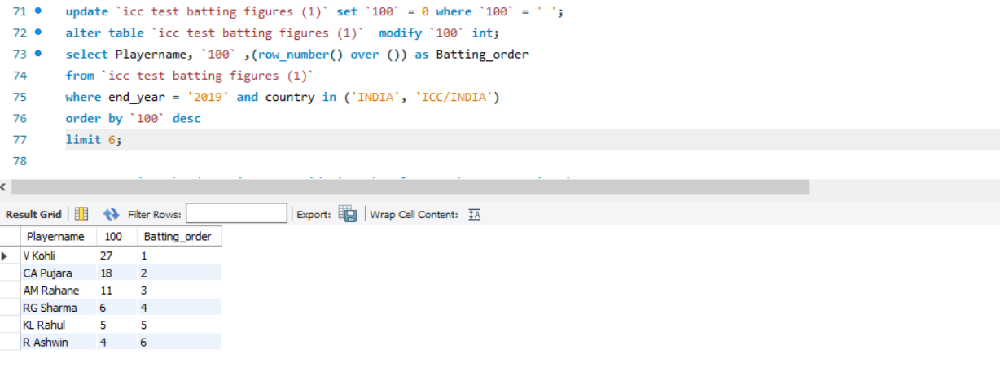 71 update `icc test batting figures (1)` set `100` = 0 where `100` = ' ';
72 alter table `icc test batting figures (1)`  modify `100` int;
73 select Playername, `100` ,(row_number() over ()) as Batting_order
74 from `icc test batting figures (1)`
75 where end_year = '2019' and country in ('INDIA', 'ICC/INDIA')
76 order by `100` desc
77 limit 6;
78
Result Grid Filter Rows: Export: Wrap Cell Content: IA
Playername 100 Batting_order
V Kohli 27 1
CA Pujara 18 2
AM Rahane 11 3
RG Sharma 6 4
KL Rahul 5 5
R Ashwin 4 6